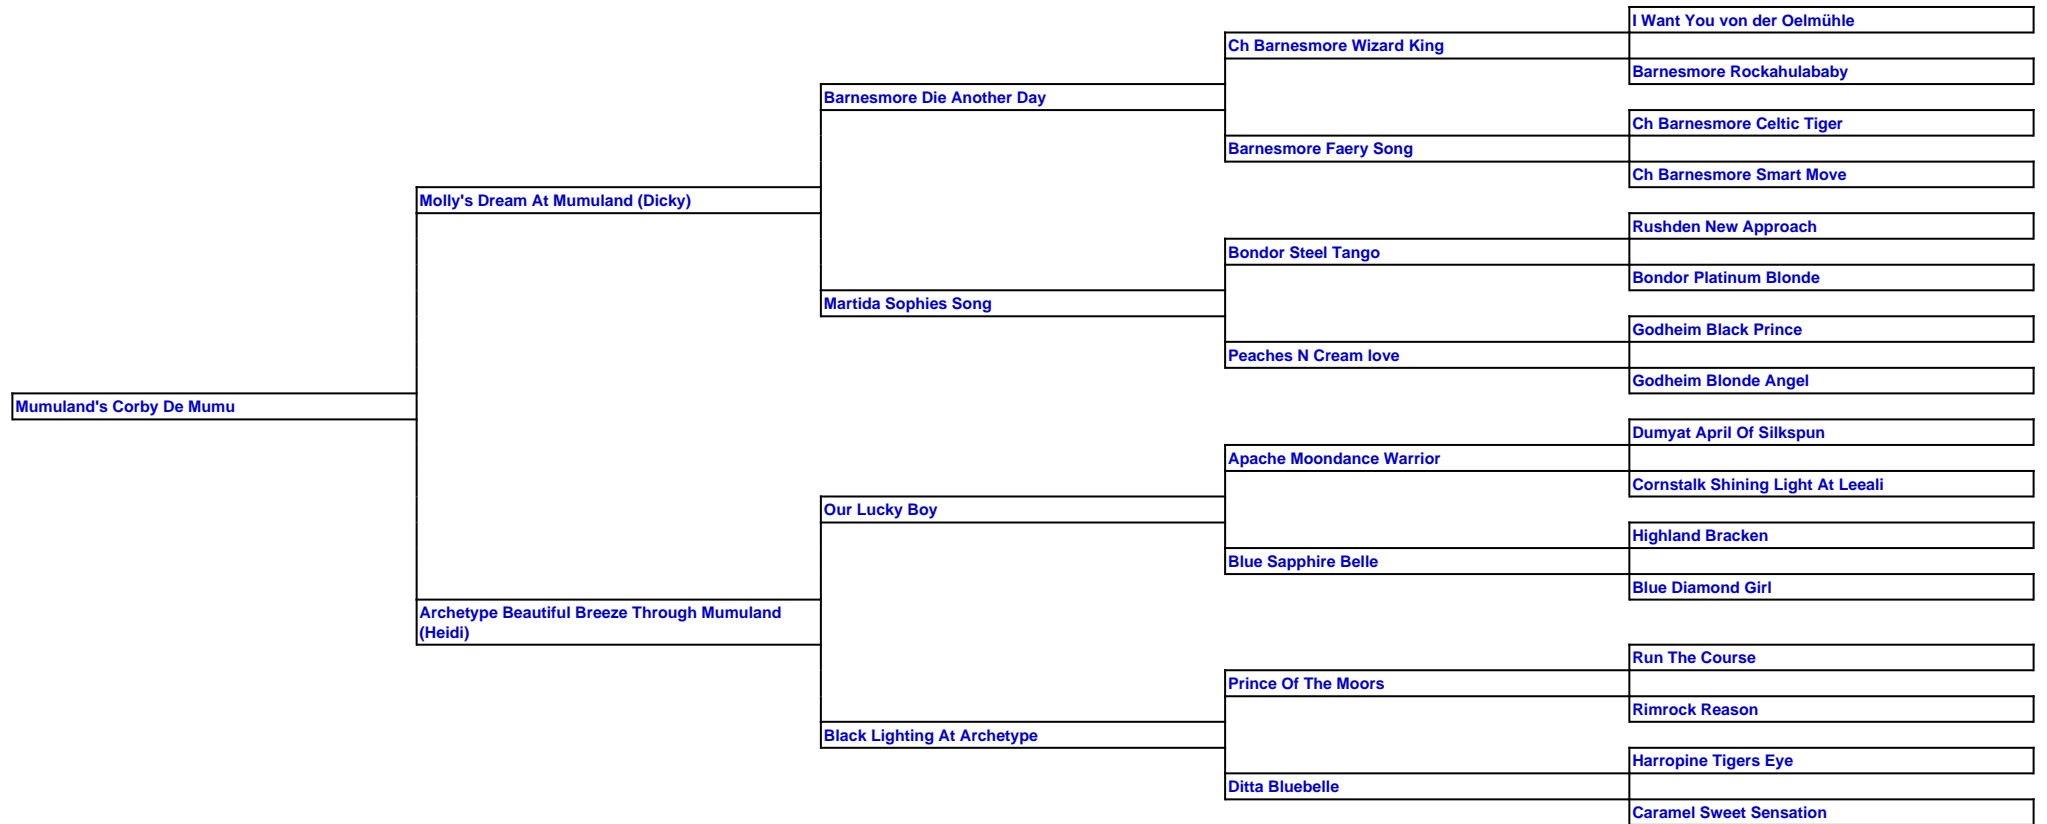 I Want You von der Oelmühle
Ch Barnesmore Wizard King
Barnesmore Rockahulababy
Barnesmore Die Another Day
Ch Barnesmore Celtic Tiger
Barnesmore Faery Song
Ch Barnesmore Smart Move
Molly's Dream At Mumuland (Dicky)
Rushden New Approach
Bondor Steel Tango
Bondor Platinum Blonde
Martida Sophies Song
Godheim Black Prince
Peaches N Cream love
Godheim Blonde Angel
Mumuland's Corby De Mumu
Dumyat April Of Silkspun
Apache Moondance Warrior
Cornstalk Shining Light At Leeali
Our Lucky Boy
Highland Bracken
Blue Sapphire Belle
Blue Diamond Girl
Archetype Beautiful Breeze Through Mumuland
(Heidi)
Run The Course
Prince Of The Moors
Rimrock Reason
Black Lighting At Archetype
Harropine Tigers Eye
Ditta Bluebelle
Caramel Sweet Sensation